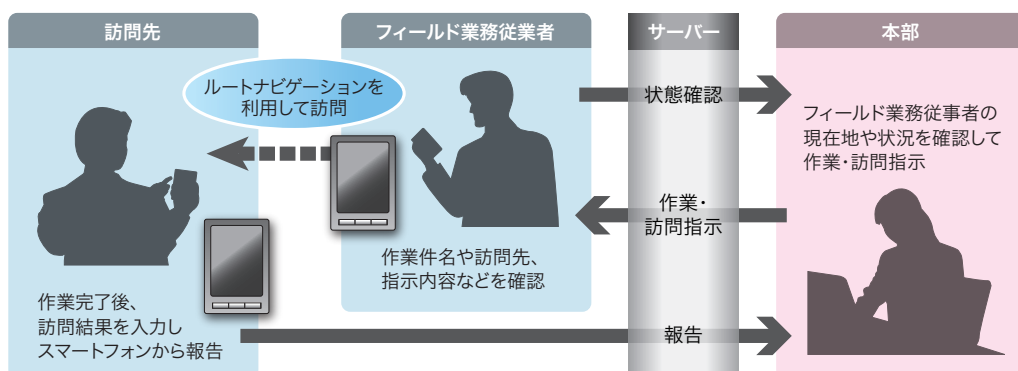 訪問先
フィールド業務従業者
サーバー
本部
ルートナビゲーションを
利用して訪問
状態確認
フィールド業務従事者の
現在地や状況を確認して
作業・訪問指示
作業・
訪問指示
作業件名や訪問先、
指示内容などを確認
作業完了後、
訪問結果を入力し
スマートフォンから報告
報告